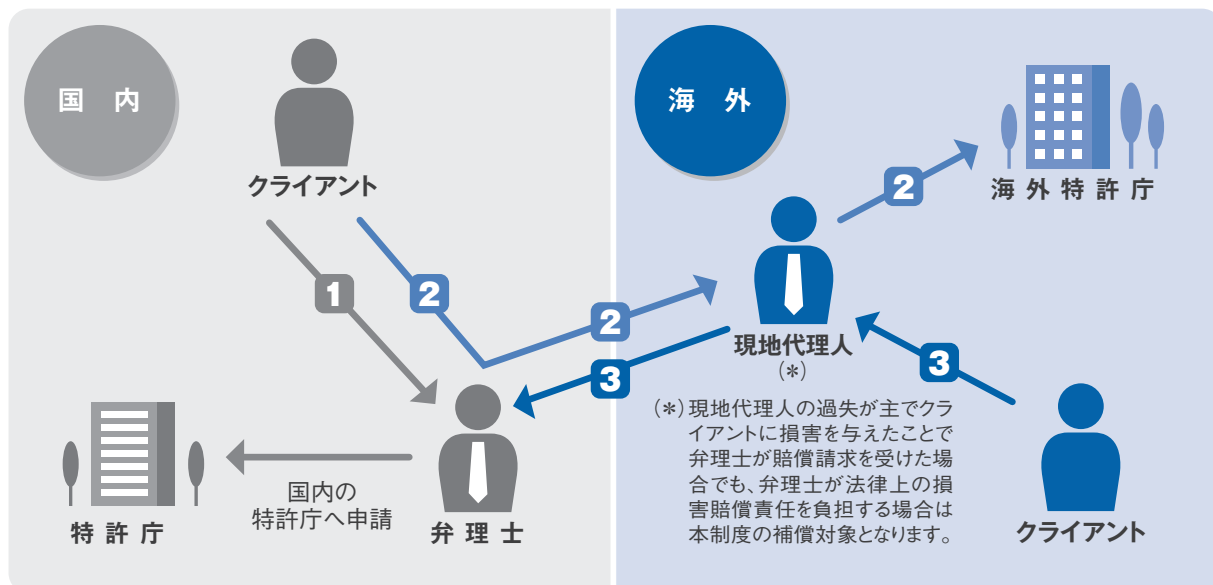 国内
クライアント
1
2
国内の
特許庁へ申請
特許庁
弁理士
海外
2
海外特許庁
2
3
現地代理人
(*)
3
(*)現地代理人の過失が主でクラ
イアントに損害を与えたことで
弁理士が賠償請求を受けた場
合でも、弁理士が法律上の損
害賠償責任を負担する場合は
本制度の補償対象となります。
クライアント